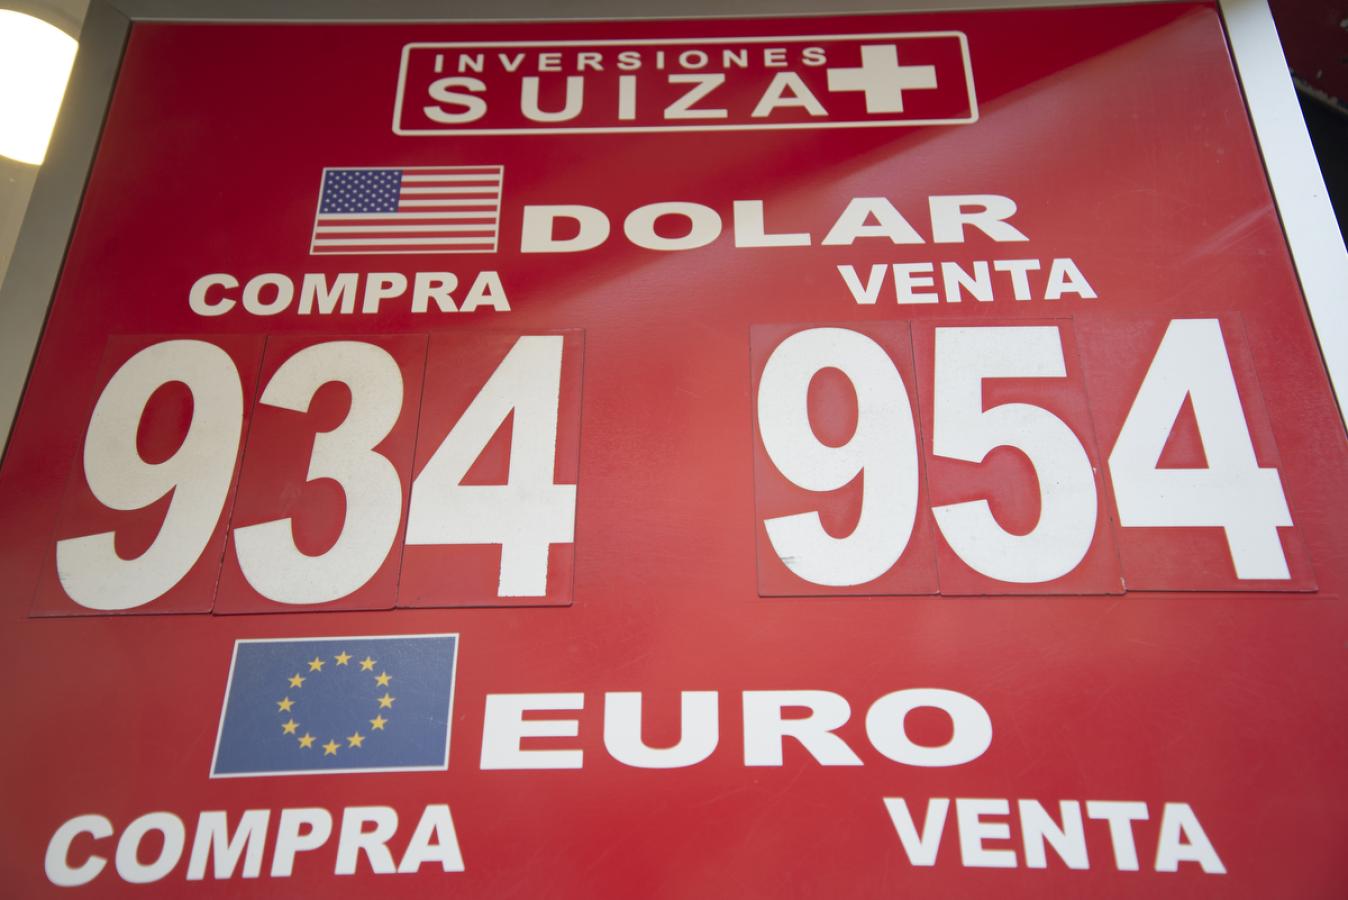 INVERSIONES
SUIZA
DOLAR
COMPRA VENTA
934 954
EURO
COMPRA VENTA